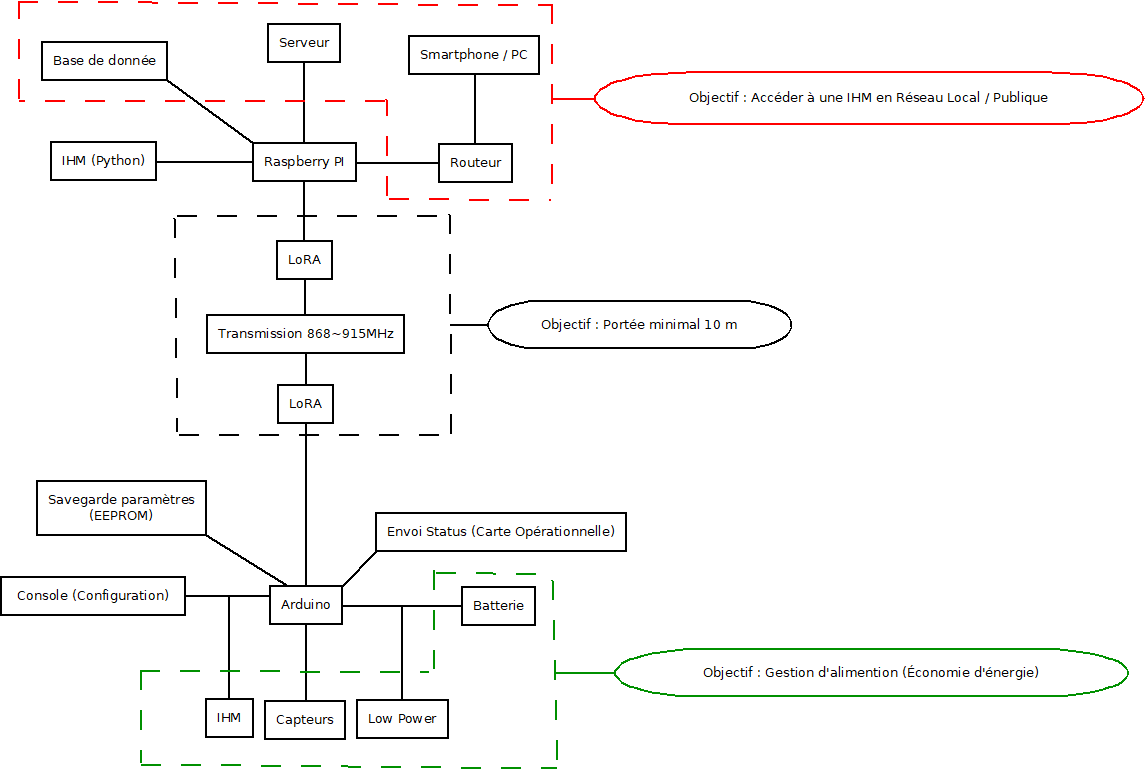 Serveur
Base de donnée
Smartphone / PC
Objectif : Accéder à une IHM en Réseau Local / Publique
IHM (Python)
Raspberry PI
Routeur
LoRA
Transmission 868~915MHz
Objectif : Portée minimal 10 m
LoRA
Savegarde paramètres
(EEPROM)
Envoi Status (Carte Opérationnelle)
Console (Configuration)
Arduino
Batterie
Objectif : Gestion d'alimention (Économie d'énergie)
IHM
Capteurs
Low Power